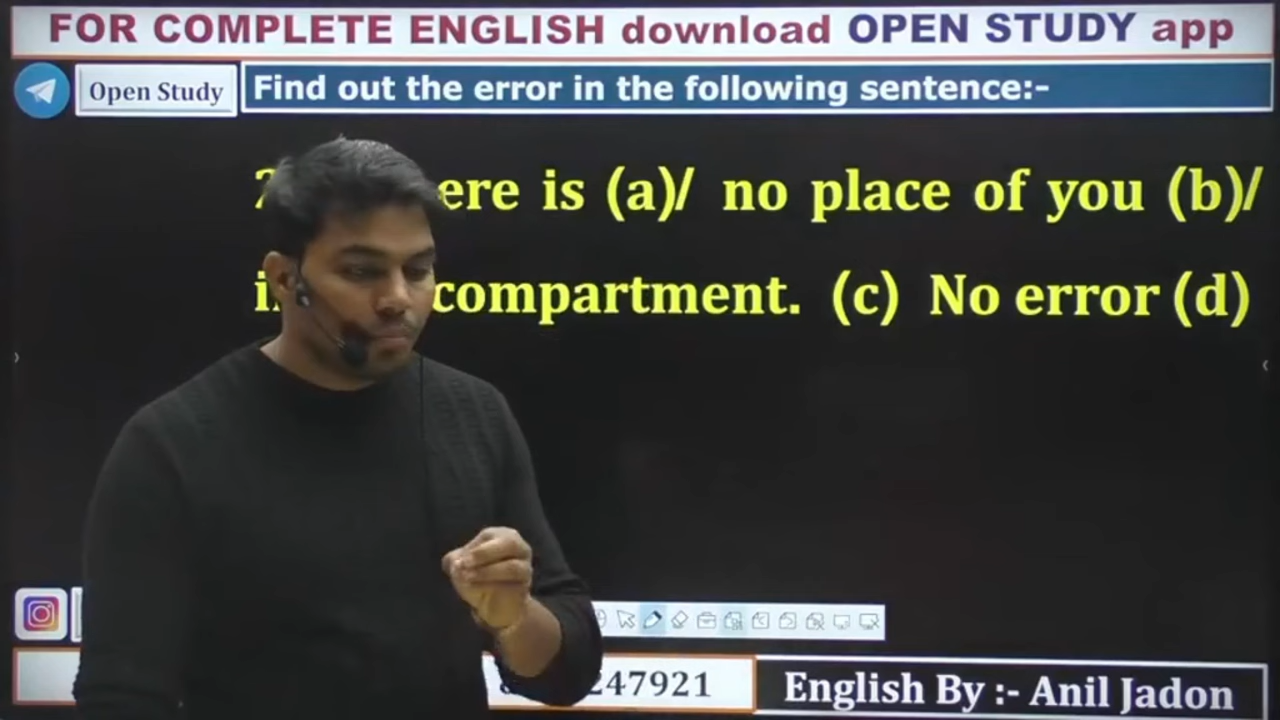 FOR COMPLETE ENGLISH download OPEN STUDY app
Open Study
Find out the error in the following sentence:-
is (a)/ no place of you (b)/
compartment. (c) No error (d)
247921
English By :- Anil Jadon